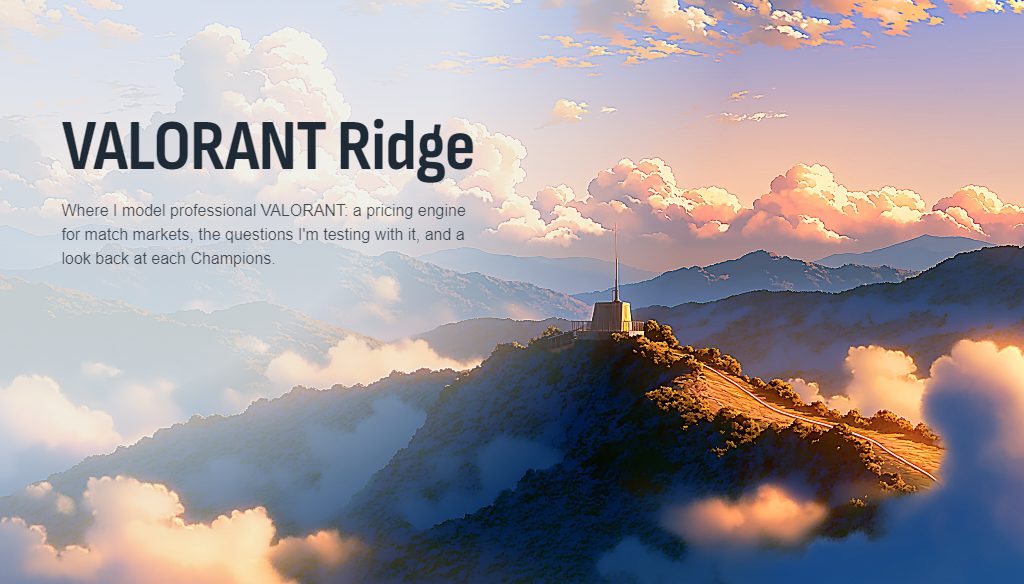 VALORANT Ridge
Where I model professional VALORANT: a pricing engine
for match markets, the questions I'm testing with it, and a
look back at each Champions.